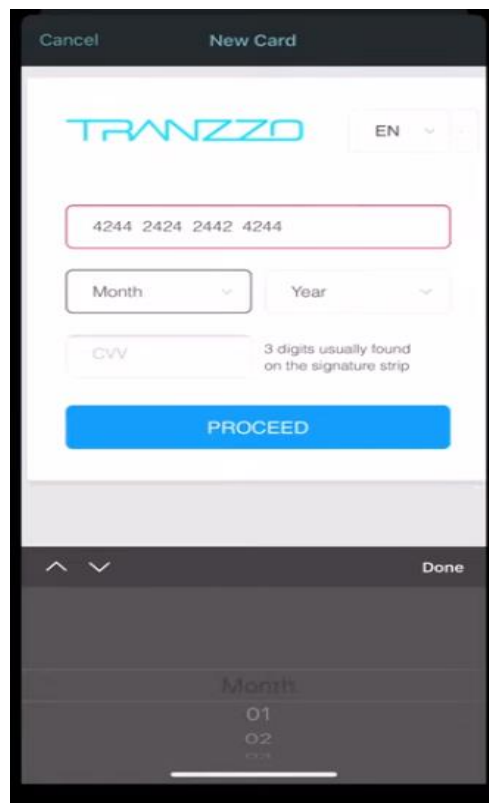 Cancel New Card
TRANZZO EN
4244 2424 2442 4244
Month Year
CVV 3 digits usually found
on the signature strip
PROCEED
Done
Month
01
02